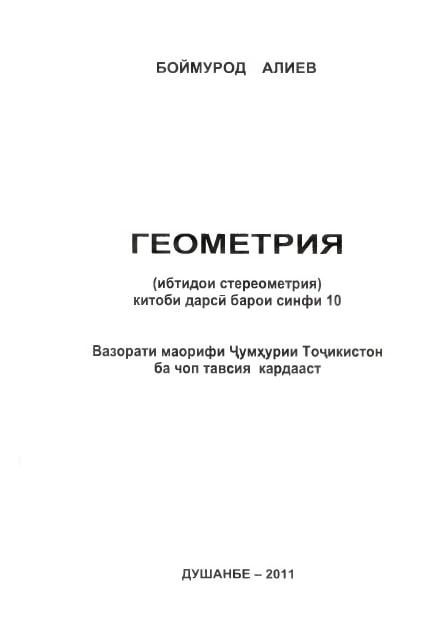 БОЙМУРОД АЛИЕВ
ГЕОМЕТРИЯ
(ибтидои стереометрия)
китоби дарсӣ барои синфи 10
Вазорати маорифи Ҷумҳурии Тоҷикистон
ба чоп тавсия кардааст
ДУШАНБЕ – 2011